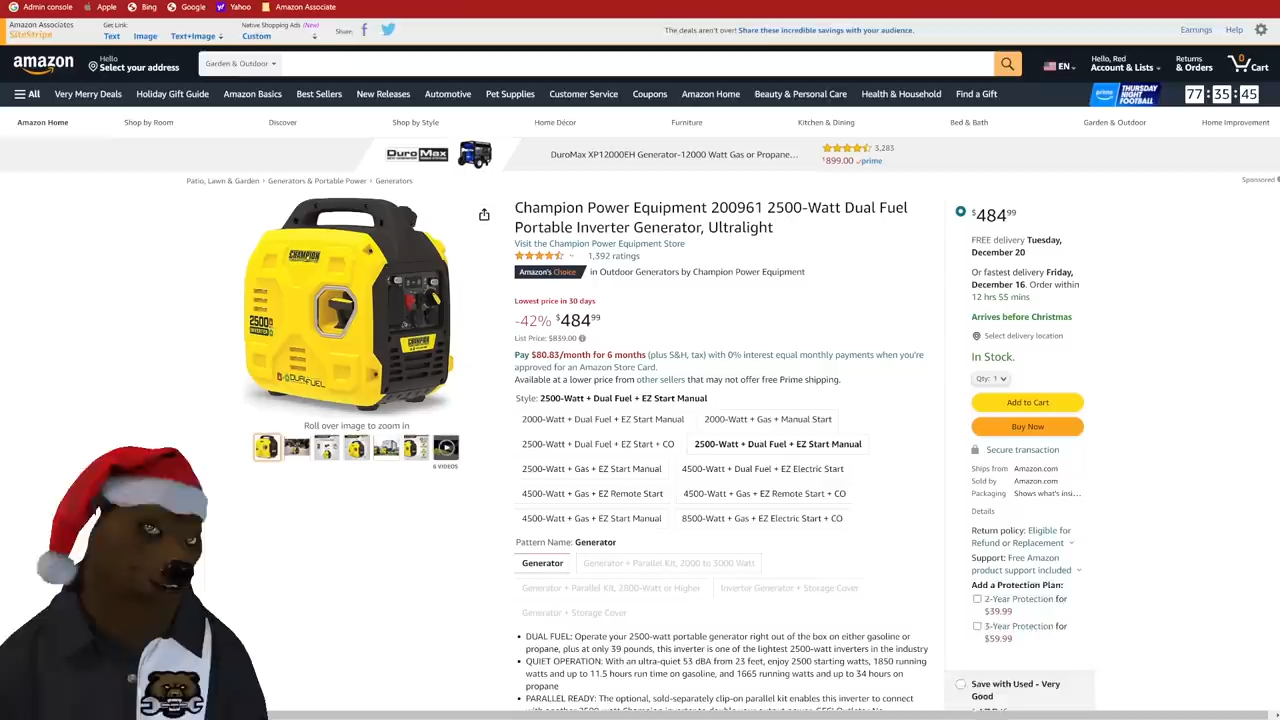 Admin console Apple Bing Google Yahoo Amazon Associate
Amazon Associates
SiteStripe
Get Link:
Text Image Text+Image
Native Shopping Ads (New)
Custom
Share:
The deals aren't over! Share these incredible savings with your audience.
Earnings Help
amazon
Hello
Select your address
Garden & Outdoor
EN
Hello, Red
Account & Lists
Returns
& Orders
0
Cart
All Very Merry Deals Holiday Gift Guide Amazon Basics Best Sellers New Releases Automotive Pet Supplies Customer Service Coupons Amazon Home Beauty & Personal Care Health & Household Find a Gift
prime
THURSDAY
NIGHT
FOOTBALL
77:35:45
Amazon Home Shop by Room Discover Shop by Style Home Décor Furniture Kitchen & Dining Bed & Bath Garden & Outdoor Home Improvement
DUROMAX
DuroMax XP12000EH Generator-12000 Watt Gas or Propane...
3,283
$899.00 prime
Patio, Lawn & Garden › Generators & Portable Power › Generators
Sponsored
Champion Power Equipment 200961 2500-Watt Dual Fuel
Portable Inverter Generator, Ultralight
Visit the Champion Power Equipment Store
1,392 ratings
Amazon's Choice in Outdoor Generators by Champion Power Equipment
Lowest price in 30 days
-42% $484 99
List Price: $839.00
Pay $80.83/month for 6 months (plus S&H, tax) with 0% interest equal monthly payments when you're
approved for an Amazon Store Card.
Available at a lower price from other sellers that may not offer free Prime shipping.
Style: 2500-Watt + Dual Fuel + EZ Start Manual
2000-Watt + Dual Fuel + EZ Start Manual 2000-Watt + Gas + Manual Start
2500-Watt + Dual Fuel + EZ Start + CO 2500-Watt + Dual Fuel + EZ Start Manual
2500-Watt + Gas + EZ Start Manual 4500-Watt + Dual Fuel + EZ Electric Start
4500-Watt + Gas + EZ Remote Start 4500-Watt + Gas + EZ Remote Start + CO
4500-Watt + Gas + EZ Start Manual 8500-Watt + Gas + EZ Electric Start + CO
Pattern Name: Generator
Generator Generator + Parallel Kit, 2000 to 3000 Watt
Generator + Parallel Kit, 2800-Watt or Higher Inverter Generator + Storage Cover
Generator + Storage Cover
• DUAL FUEL: Operate your 2500-watt portable generator right out of the box on either gasoline or
propane, plus at only 39 pounds, this inverter is one of the lightest 2500-watt inverters in the industry
• QUIET OPERATION: With an ultra-quiet 53 dBA from 23 feet, enjoy 2500 starting watts, 1850 running
watts and up to 11.5 hours run time on gasoline, and 1665 running watts and up to 34 hours on
propane
• PARALLEL READY: The optional, sold-separately clip-on parallel kit enables this inverter to connect
CHAMPION
2500
INVERTER
DUAL FUEL
CHAMPION
Roll over image to zoom in
6 VIDEOS
$484 99
FREE delivery Tuesday,
December 20
Or fastest delivery Friday,
December 16. Order within
12 hrs 55 mins
Arrives before Christmas
Select delivery location
In Stock.
Qty: 1
Add to Cart
Buy Now
Secure transaction
Ships from Amazon.com
Sold by Amazon.com
Packaging Shows what's insi...
Details
Return policy: Eligible for
Refund or Replacement
Support: Free Amazon
product support included
Add a Protection Plan:
2-Year Protection for
$39.99
3-Year Protection for
$59.99
Save with Used - Very
Good